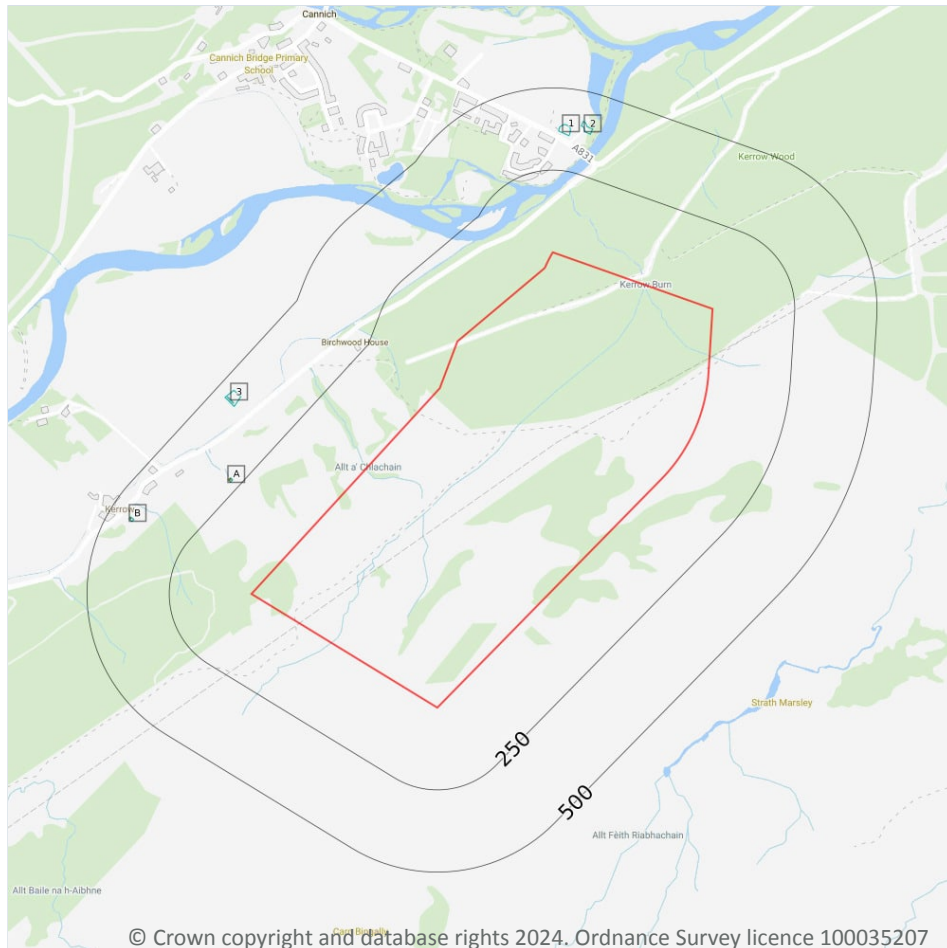 Cannich
Cannich Bridge Primary
School
1
2
A831
Kerrow Wood
Kerrow Burn
Birchwood House
3
Allt a' Chlachain
A
Kerrow
B
Strath Marsley
250
500
Allt Fèith Riabhachain
Allt Baile na h-Aibhne
© Crown copyright and database rights 2024. Ordnance Survey licence 100035207